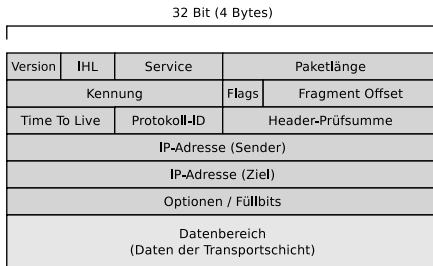 32 Bit (4 Bytes)
Version IHL Service Paketlänge
Kennung Flags Fragment Offset
Time To Live Protokoll-ID Header-Prüfsumme
IP-Adresse (Sender)
IP-Adresse (Ziel)
Optionen / Füllbits
Datenbereich
(Daten der Transportschicht)